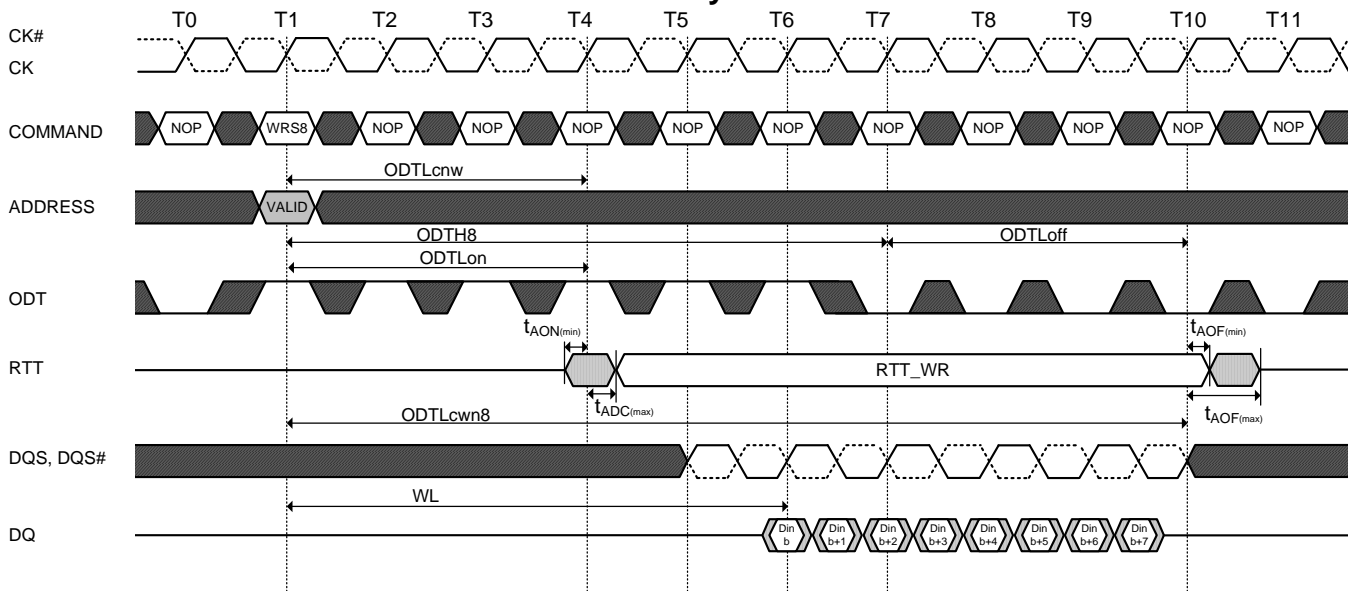 T0 T1 T2 T3 T4 T5 T6 T7 T8 T9 T10 T11
CK#
CK
COMMAND NOP WRS8 NOP NOP NOP NOP NOP NOP NOP NOP NOP NOP
ODTLcnw
ADDRESS VALID
ODTH8 ODTLoff
ODTLon
ODT
tAON(min) tAOF(min)
RTT RTT_WR
tADC(max) tAOF(max)
ODTLcwn8
DQS, DQS#
WL
DQ Din b Din b+1 Din b+2 Din b+3 Din b+4 Din b+5 Din b+6 Din b+7